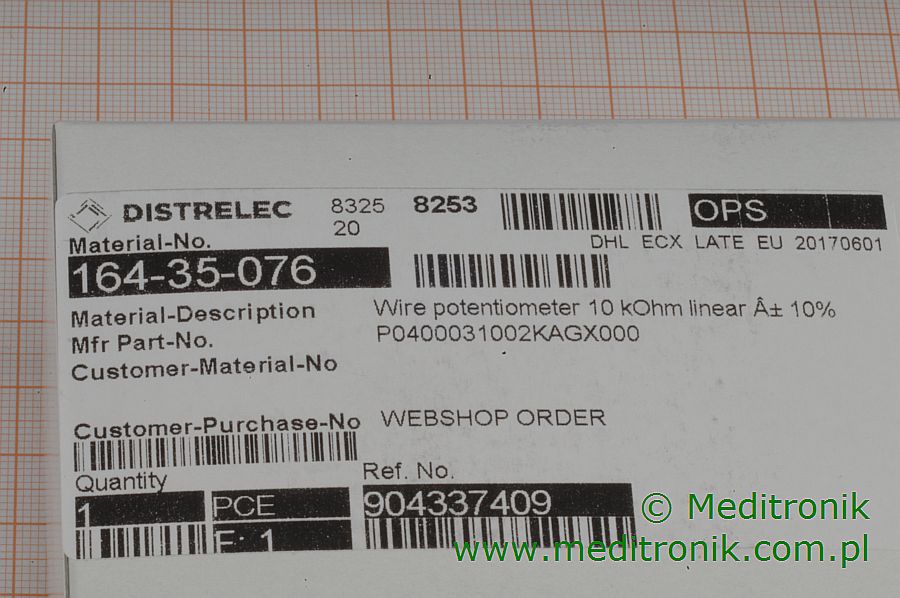 DISTRELEC 8325 8253 OPS
20
Material-No. DHL ECX LATE EU 20170601
164-35-076
Material-Description Wire potentiometer 10 kOhm linear Â± 10%
Mfr Part-No. P0400031002KAGX000
Customer-Material-No
Customer-Purchase-No WEBSHOP ORDER
Quantity Ref. No.
1 PCE 904337409
F: 1
© Meditronik
www.meditronik.com.pl